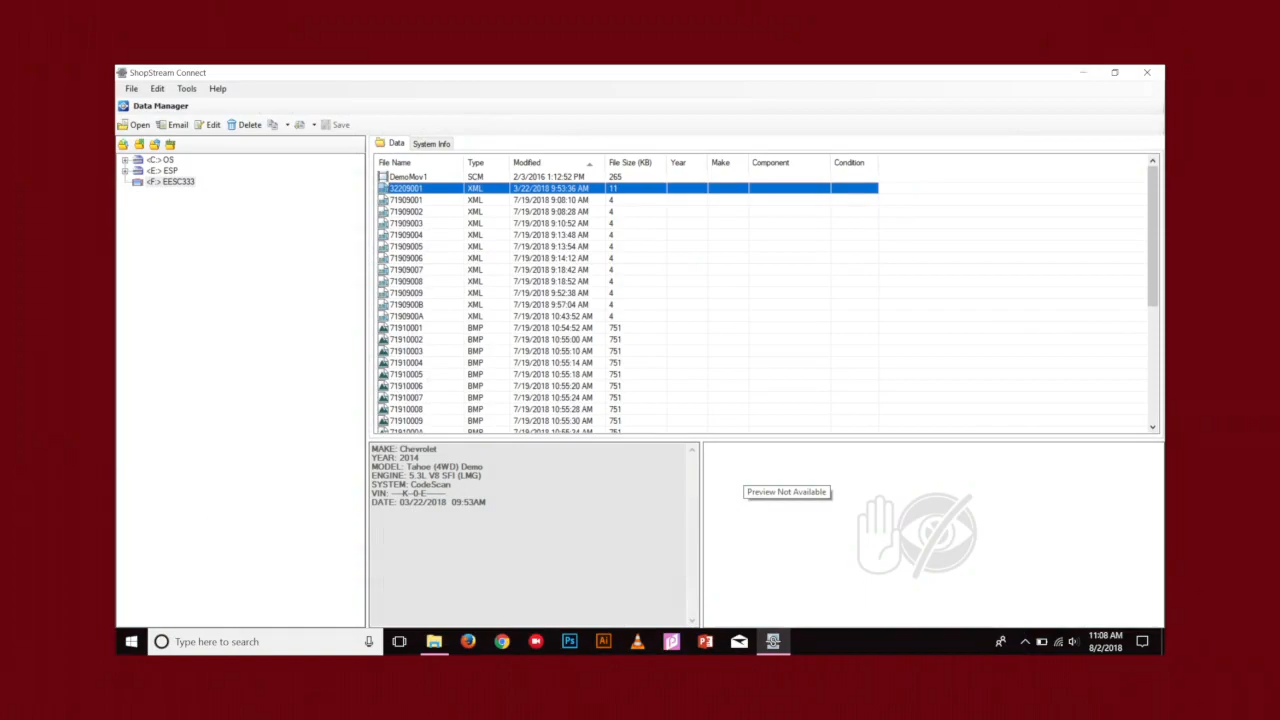 ShopStream Connect
File Edit Tools Help
Data Manager
Open Email Edit Delete Save
Data System Info
<C:> OS
<E:> ESP
<F:> EESC333
File Name Type Modified File Size (KB) Year Make Component Condition
DemoMov1 SCM 2/3/2016 1:12:52 PM 265
32209001 XML 3/22/2018 9:53:36 AM 11
71909001 XML 7/19/2018 9:08:10 AM 4
71909002 XML 7/19/2018 9:08:28 AM 4
71909003 XML 7/19/2018 9:10:52 AM 4
71909004 XML 7/19/2018 9:13:48 AM 4
71909005 XML 7/19/2018 9:13:54 AM 4
71909006 XML 7/19/2018 9:14:12 AM 4
71909007 XML 7/19/2018 9:18:42 AM 4
71909008 XML 7/19/2018 9:18:52 AM 4
71909009 XML 7/19/2018 9:52:38 AM 4
7190900B XML 7/19/2018 9:57:04 AM 4
7190900A XML 7/19/2018 10:43:52 AM 4
71910001 BMP 7/19/2018 10:54:52 AM 751
71910002 BMP 7/19/2018 10:55:00 AM 751
71910003 BMP 7/19/2018 10:55:10 AM 751
71910004 BMP 7/19/2018 10:55:14 AM 751
71910005 BMP 7/19/2018 10:55:18 AM 751
71910006 BMP 7/19/2018 10:55:20 AM 751
71910007 BMP 7/19/2018 10:55:24 AM 751
71910008 BMP 7/19/2018 10:55:28 AM 751
71910009 BMP 7/19/2018 10:55:30 AM 751
7191000A BMP 7/19/2018 10:55:34 AM 751
MAKE: Chevrolet
YEAR: 2014
MODEL: Tahoe (4WD) Demo
ENGINE: 5.3L V8 SFI (LMG)
SYSTEM: CodeScan
VIN: ----K--0-E-------
DATE: 03/22/2018 09:53AM
Preview Not Available
Type here to search
Ps Ai
11:08 AM
8/2/2018